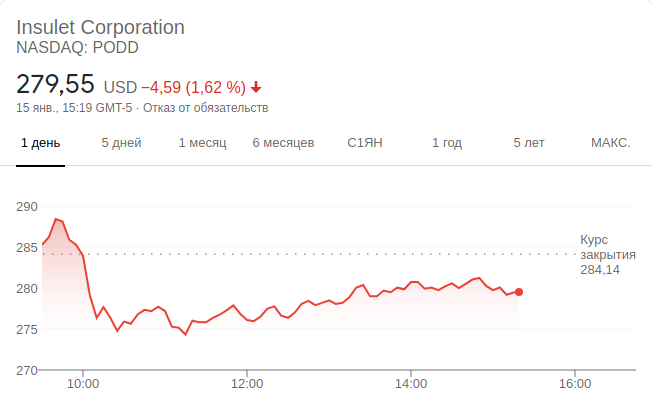 Insulet Corporation
NASDAQ: PODD
279,55 USD −4,59 (1,62 %)
15 янв., 15:19 GMT-5 · Отказ от обязательств
1 день 5 дней 1 месяц 6 месяцев С1ЯН 1 год 5 лет МАКС.
290
285
280
275
270
Курс
закрытия
284,14
10:00 12:00 14:00 16:00